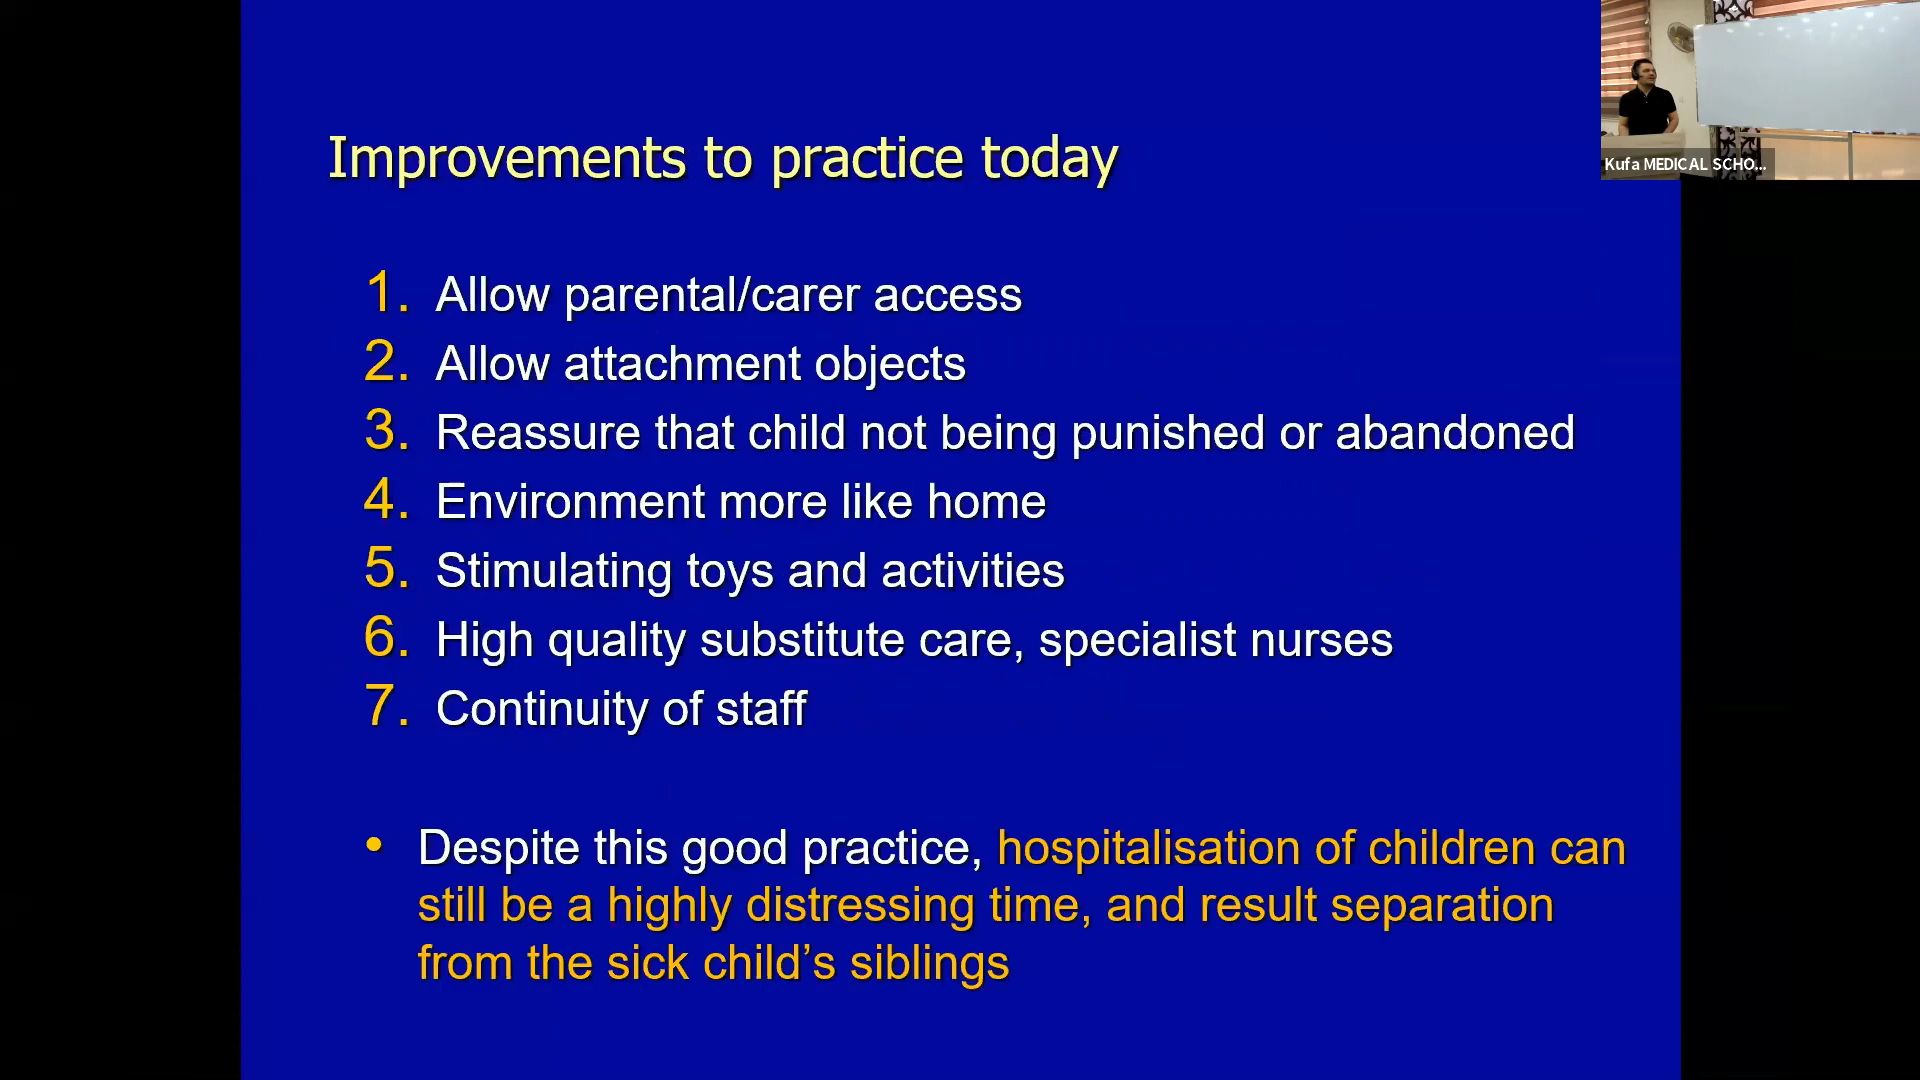 Kufa MEDICAL SCHO...
Improvements to practice today
1. Allow parental/carer access
2. Allow attachment objects
3. Reassure that child not being punished or abandoned
4. Environment more like home
5. Stimulating toys and activities
6. High quality substitute care, specialist nurses
7. Continuity of staff
• Despite this good practice, hospitalisation of children can
still be a highly distressing time, and result separation
from the sick child’s siblings